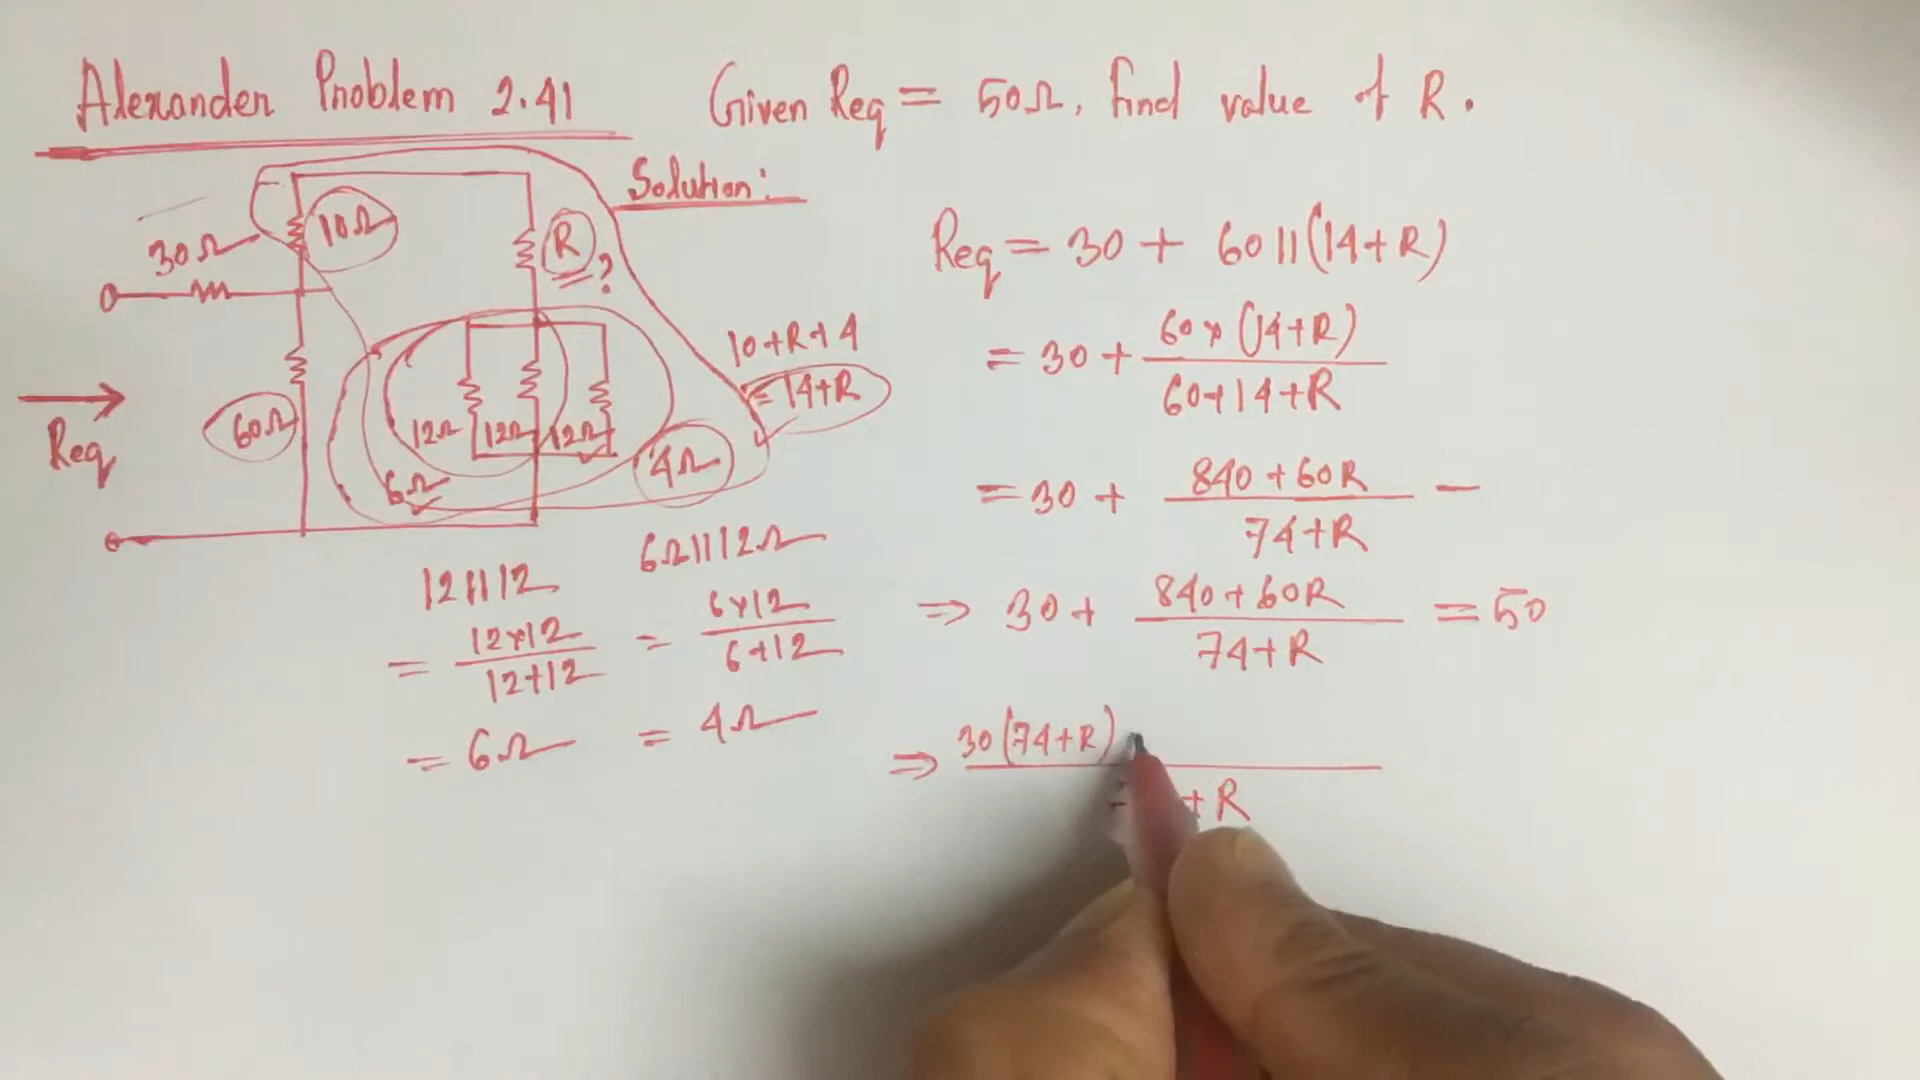 Alexander Problem 2.41
Given Req = 50Ω, find value of R.
Solution:
10Ω
30Ω
R
?
60Ω
Req
12Ω 12Ω 12Ω
6Ω
4Ω
10+R+4
= 14+R
12||12
= 12×12
12+12
= 6Ω
6Ω||12Ω
= 6×12
6+12
= 4Ω
Req = 30 + 60||(14+R)
= 30 + 60×(14+R)
60+14+R
= 30 + 840+60R –
74+R
⇒ 30 + 840+60R = 50
74+R
⇒ 30(74+R)
+R